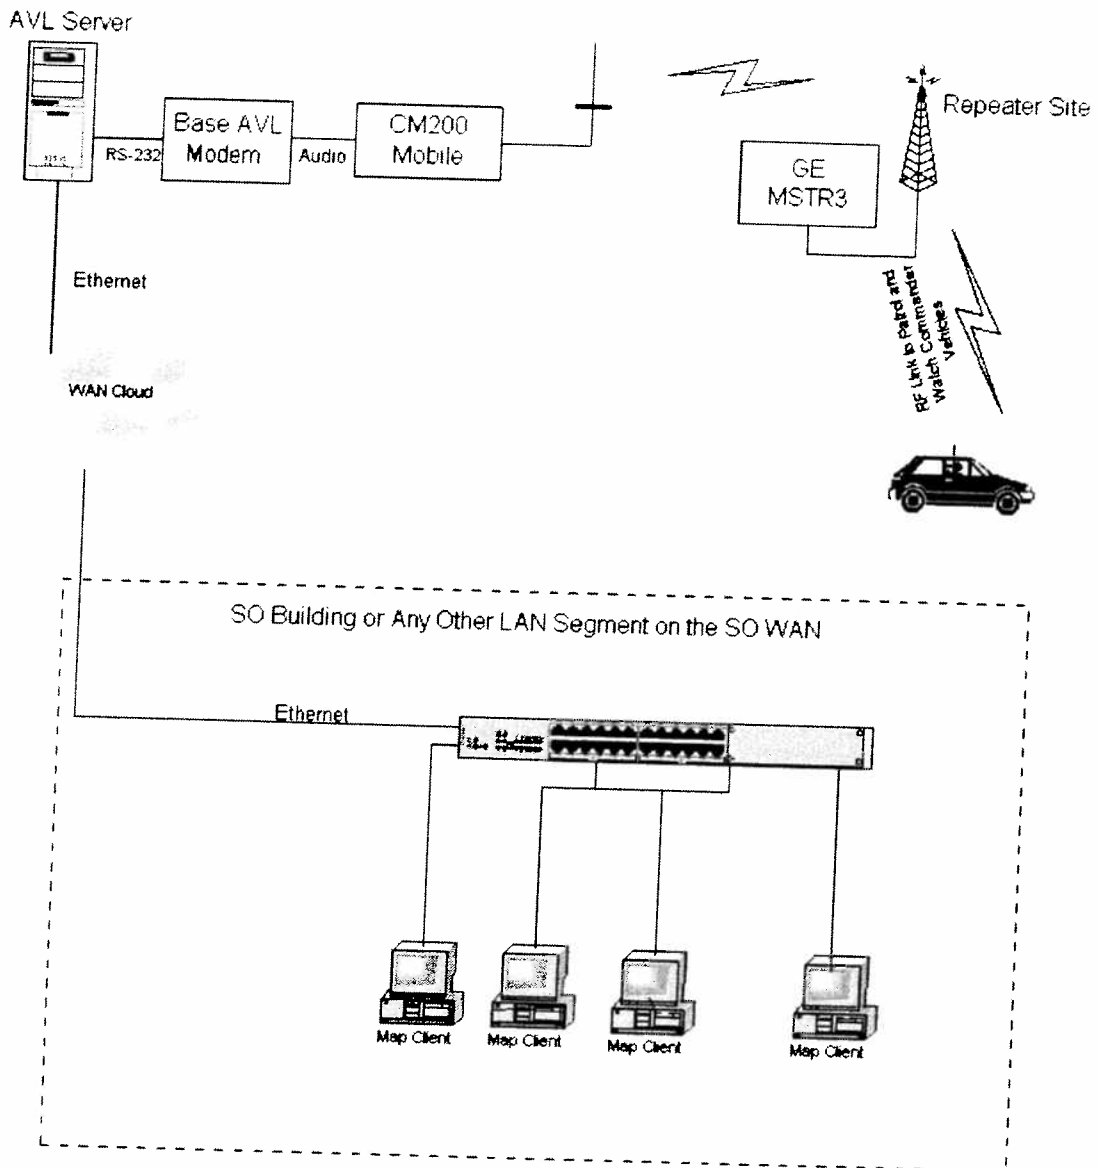 AVL Server
Base AVL
Modem
CM200
Mobile
RS-232
Audio
Repeater Site
GE
MSTR3
Ethernet
RF Link to Patrol and
Watch Commander
Vehicles
WAN Cloud
SO Building or Any Other LAN Segment on the SO WAN
Ethernet
Map Client
Map Client
Map Client
Map Client